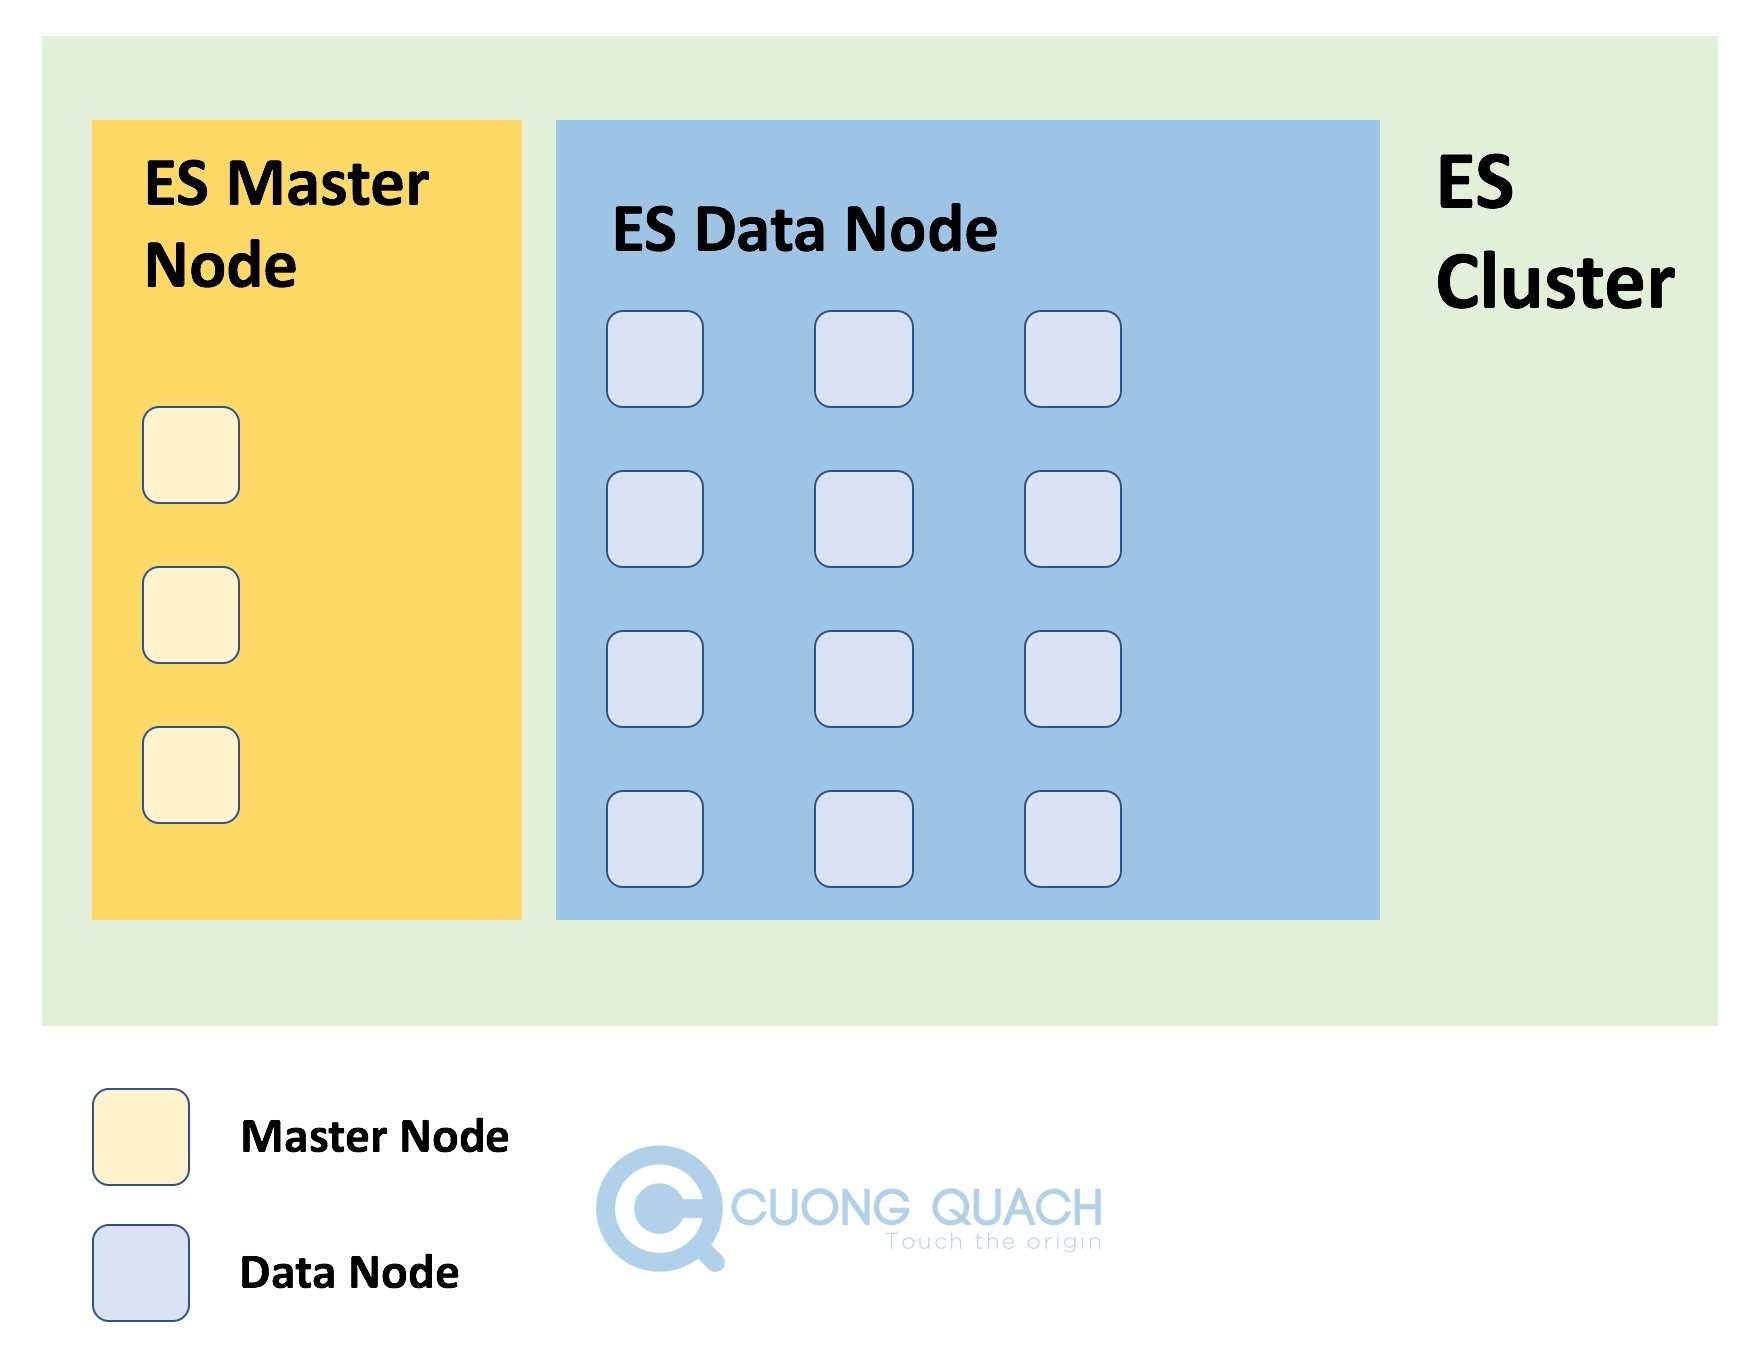 ES Master
Node
ES Data Node
ES
Cluster
Master Node
Data Node
CUONG QUACH
Touch the origin